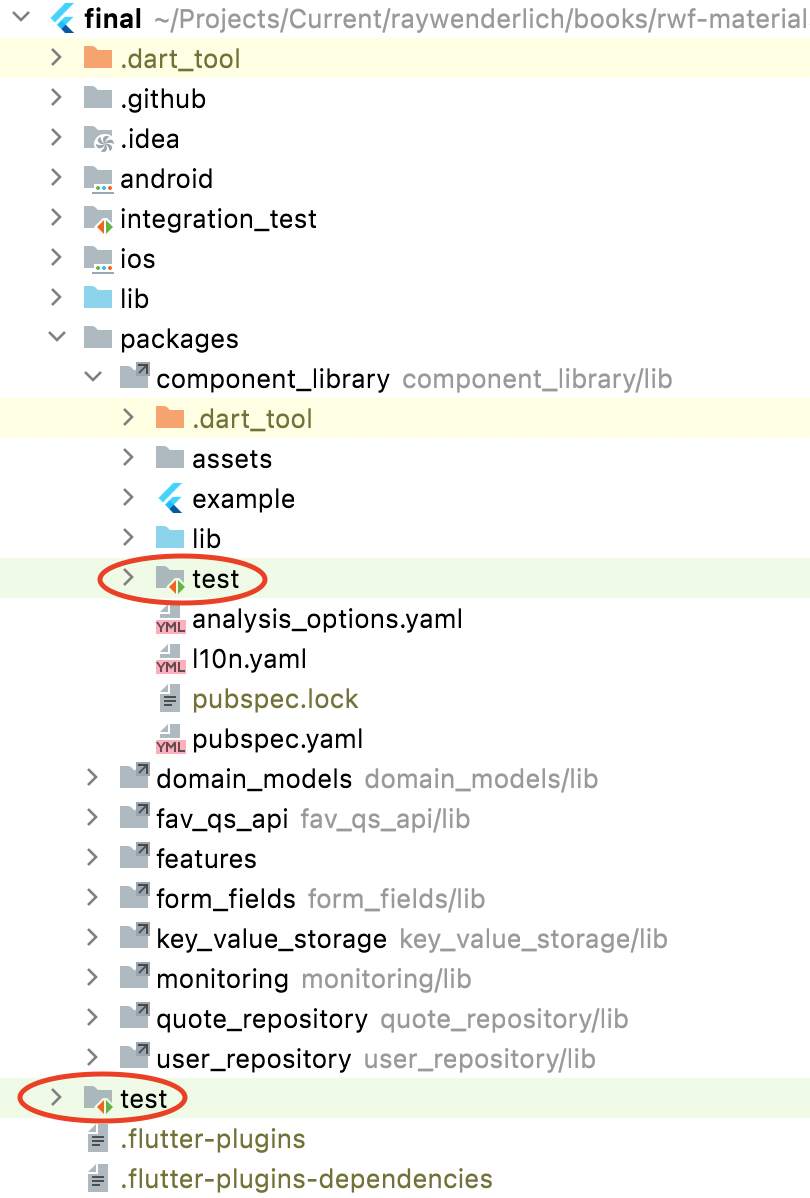 final ~/Projects/Current/raywenderlich/books/rwf-material
.dart_tool
.github
.idea
android
integration_test
ios
lib
packages
component_library component_library/lib
.dart_tool
assets
example
lib
test
YML analysis_options.yaml
YML l10n.yaml
pubspec.lock
YML pubspec.yaml
domain_models domain_models/lib
fav_qs_api fav_qs_api/lib
features
form_fields form_fields/lib
key_value_storage key_value_storage/lib
monitoring monitoring/lib
quote_repository quote_repository/lib
user_repository user_repository/lib
test
.flutter-plugins
.flutter-plugins-dependencies